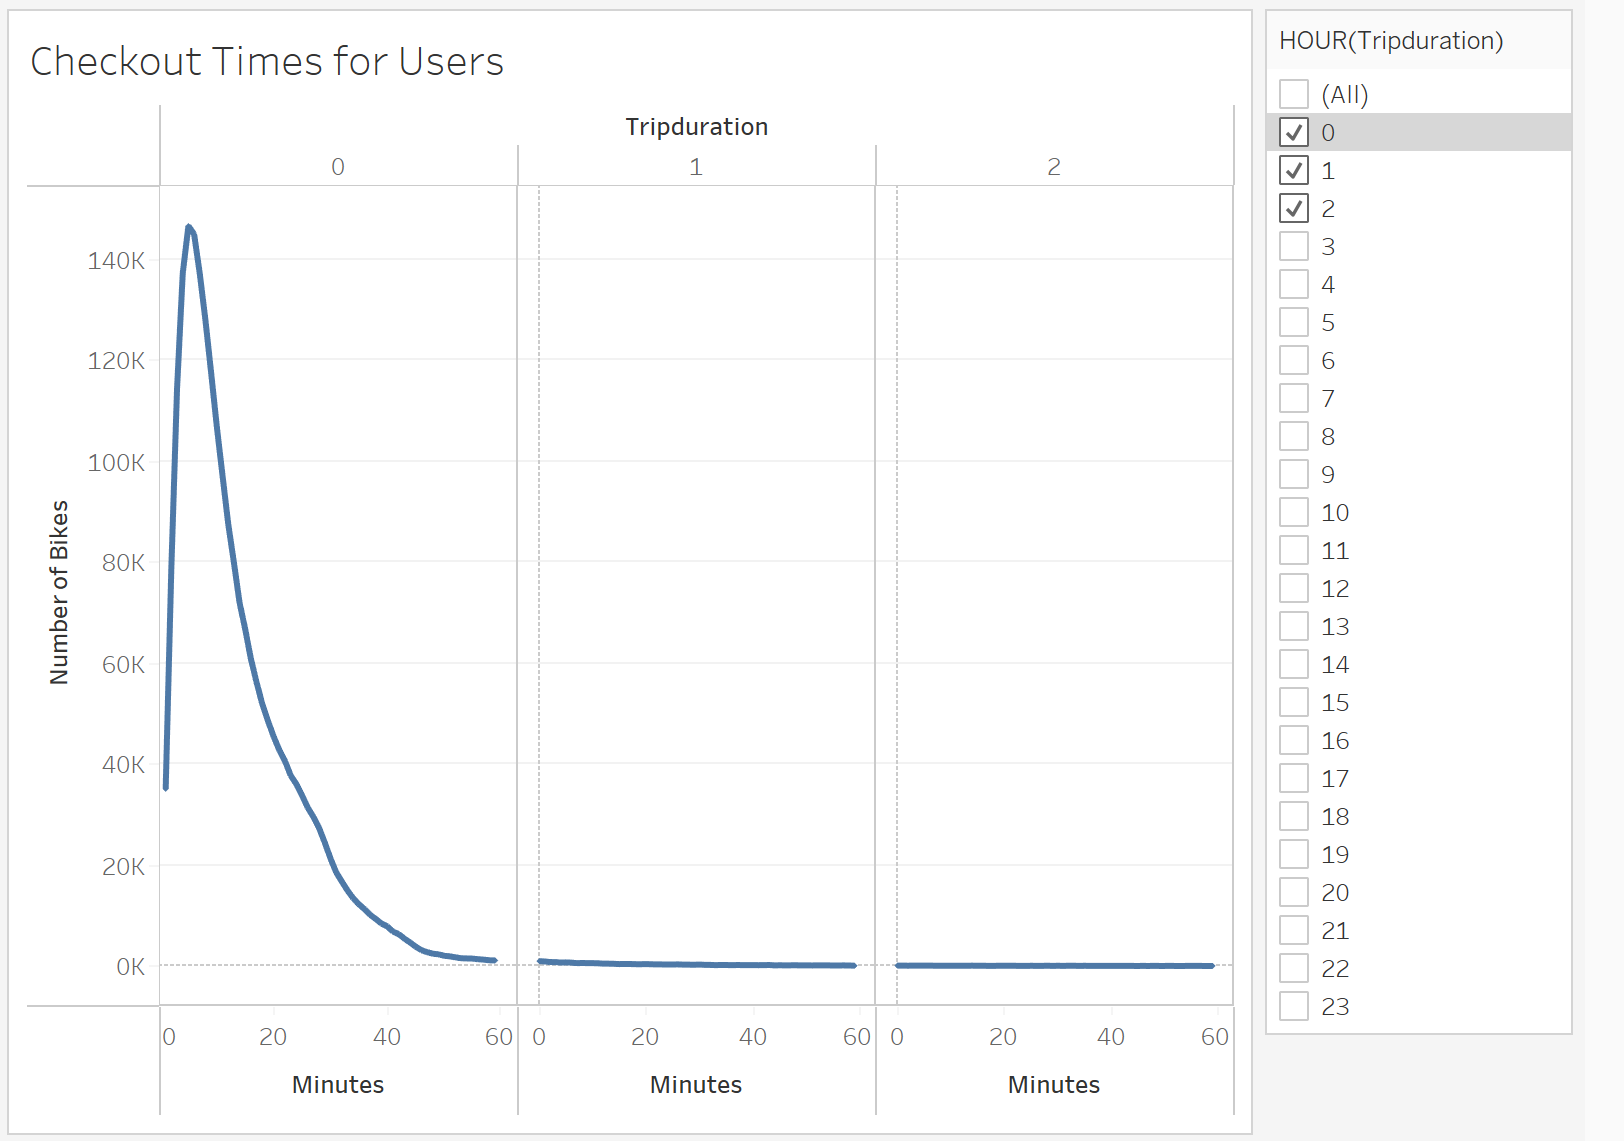 Checkout Times for Users
Tripduration
0 1 2
140K
120K
100K
80K
60K
40K
20K
0K
Number of Bikes
0 20 40 60 0 20 40 60 0 20 40 60
Minutes Minutes Minutes
HOUR(Tripduration)
(All)
0
1
2
3
4
5
6
7
8
9
10
11
12
13
14
15
16
17
18
19
20
21
22
23